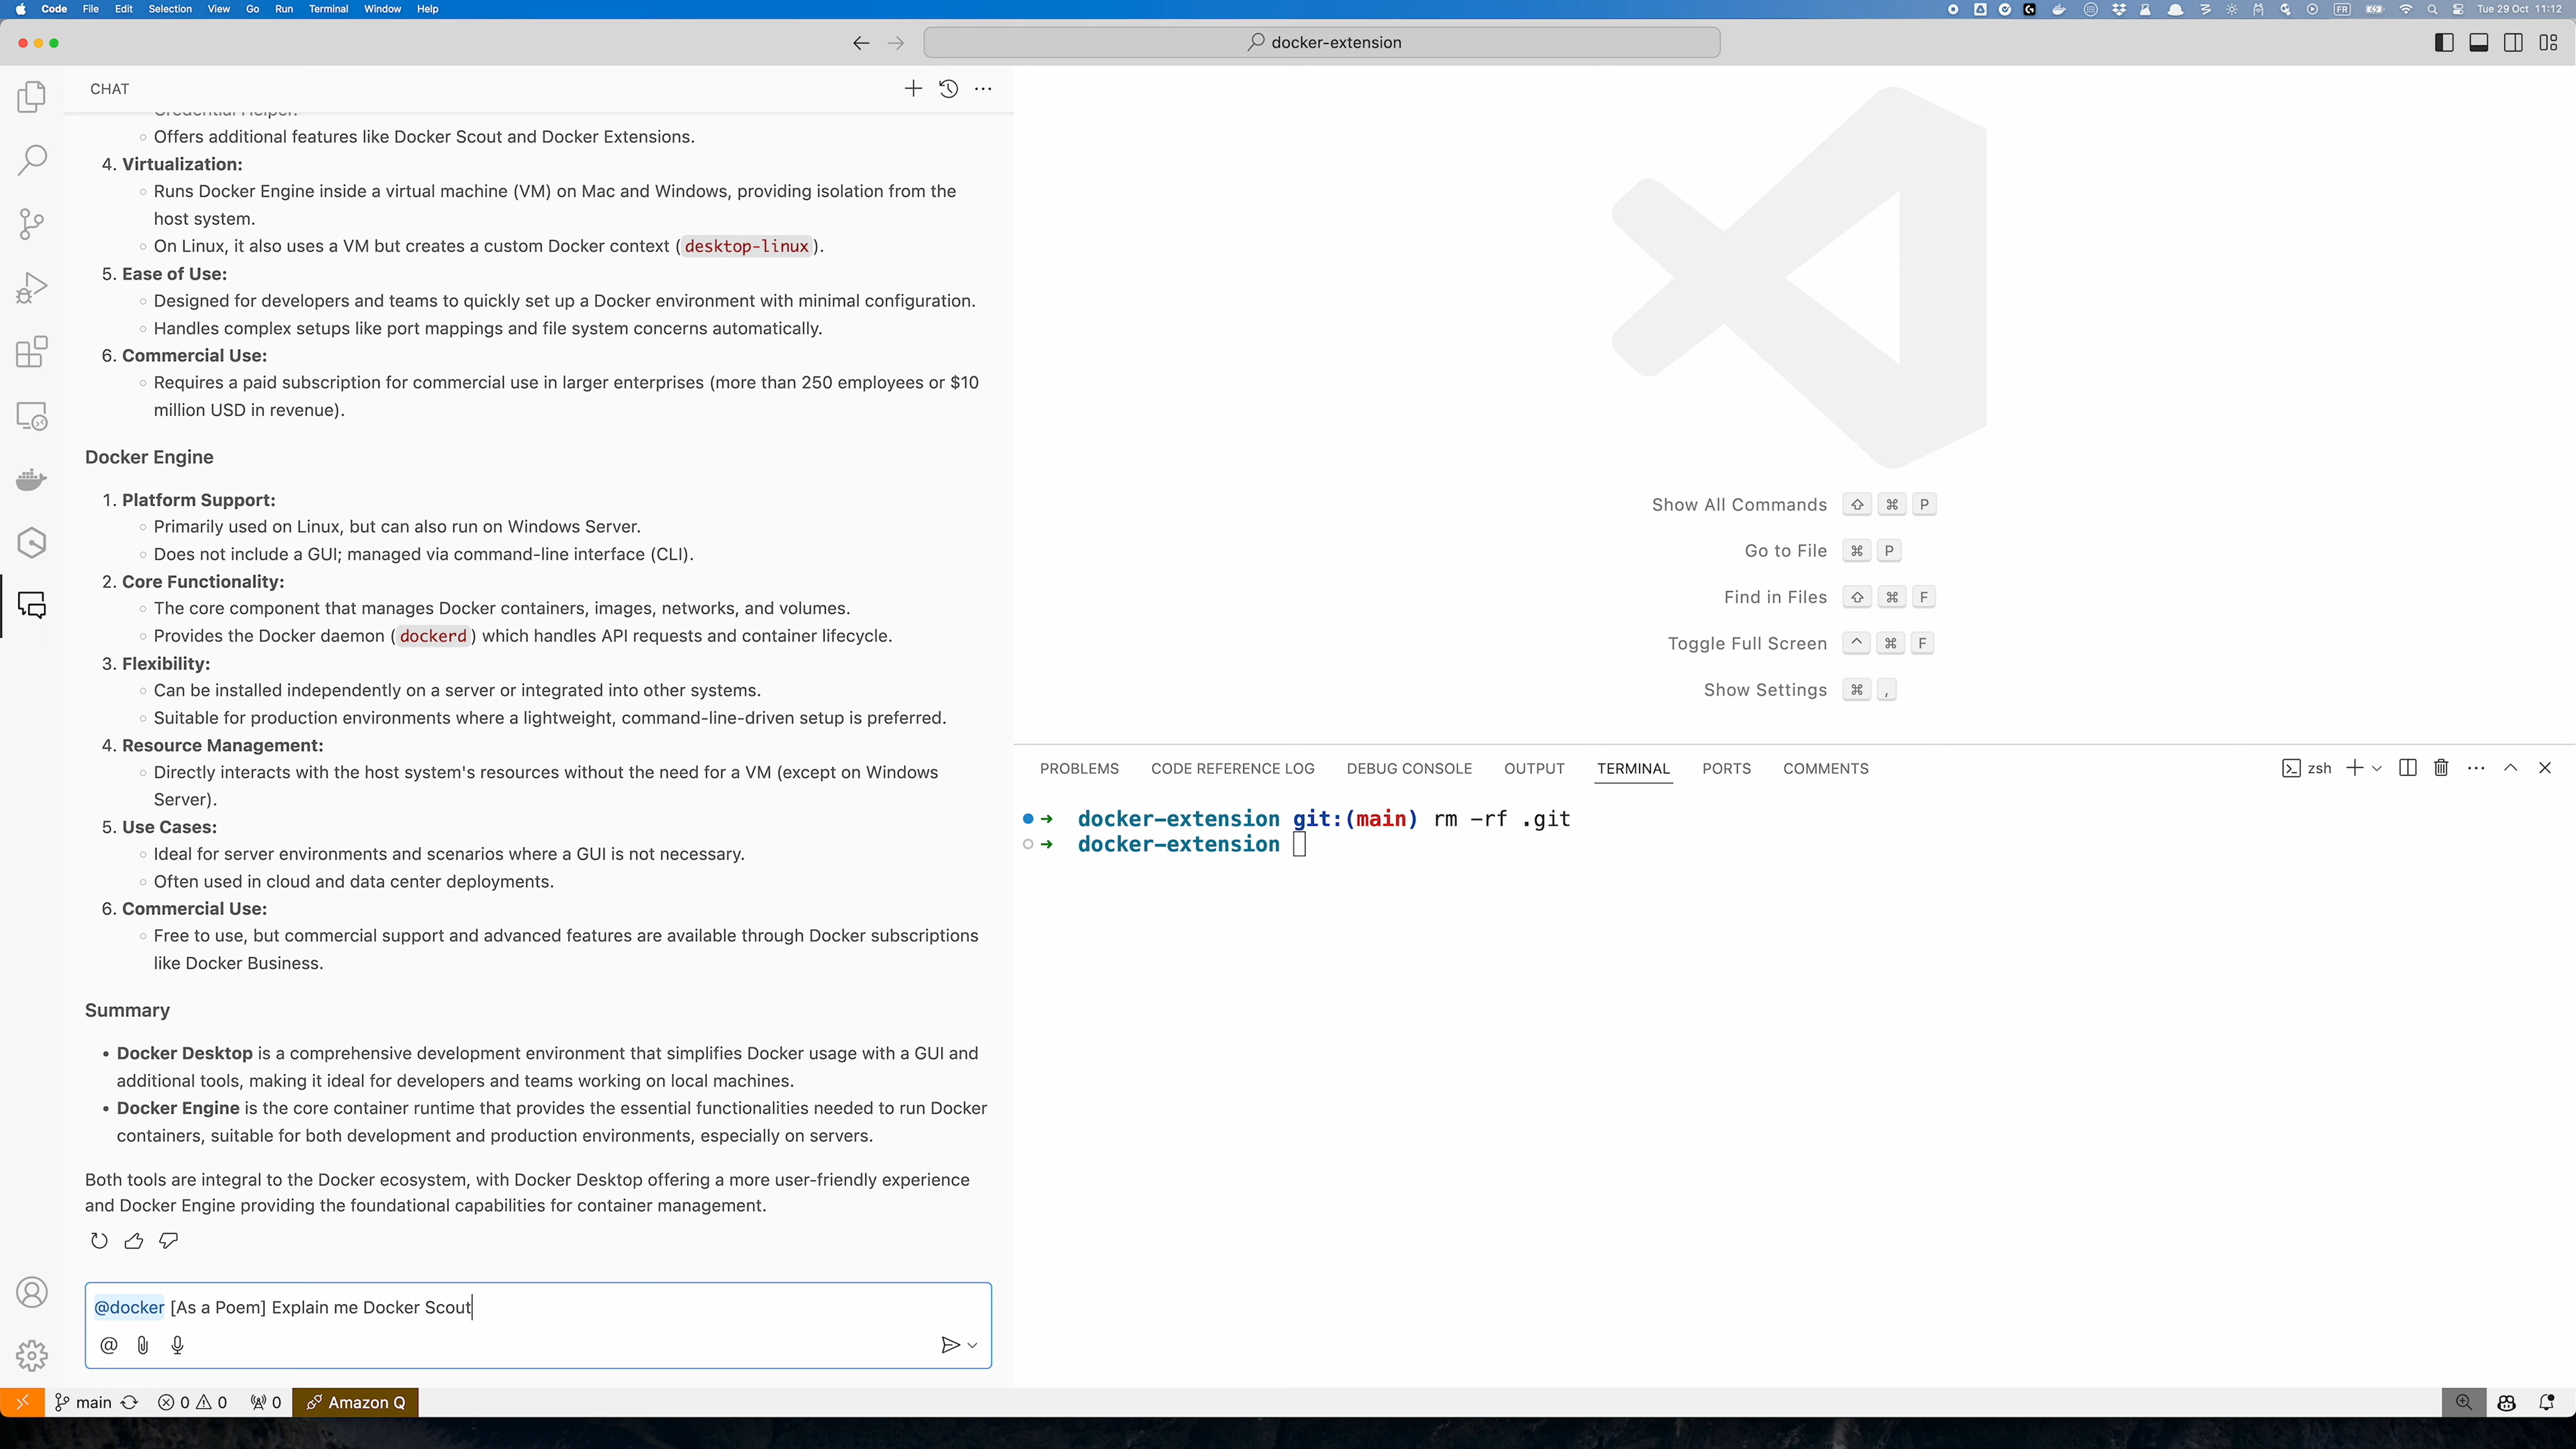 Code File Edit Selection View Go Run Terminal Window Help
FR
Tue 29 Oct 11:12
docker-extension
CHAT
Credential Helper.
Offers additional features like Docker Scout and Docker Extensions.
4. Virtualization:
Runs Docker Engine inside a virtual machine (VM) on Mac and Windows, providing isolation from the
host system.
On Linux, it also uses a VM but creates a custom Docker context (desktop-linux).
5. Ease of Use:
Designed for developers and teams to quickly set up a Docker environment with minimal configuration.
Handles complex setups like port mappings and file system concerns automatically.
6. Commercial Use:
Requires a paid subscription for commercial use in larger enterprises (more than 250 employees or $10
million USD in revenue).
Docker Engine
1. Platform Support:
Primarily used on Linux, but can also run on Windows Server.
Does not include a GUI; managed via command-line interface (CLI).
2. Core Functionality:
The core component that manages Docker containers, images, networks, and volumes.
Provides the Docker daemon (dockerd) which handles API requests and container lifecycle.
3. Flexibility:
Can be installed independently on a server or integrated into other systems.
Suitable for production environments where a lightweight, command-line-driven setup is preferred.
4. Resource Management:
Directly interacts with the host system's resources without the need for a VM (except on Windows
Server).
5. Use Cases:
Ideal for server environments and scenarios where a GUI is not necessary.
Often used in cloud and data center deployments.
6. Commercial Use:
Free to use, but commercial support and advanced features are available through Docker subscriptions
like Docker Business.
Summary
• Docker Desktop is a comprehensive development environment that simplifies Docker usage with a GUI and
additional tools, making it ideal for developers and teams working on local machines.
• Docker Engine is the core container runtime that provides the essential functionalities needed to run Docker
containers, suitable for both development and production environments, especially on servers.
Both tools are integral to the Docker ecosystem, with Docker Desktop offering a more user-friendly experience
and Docker Engine providing the foundational capabilities for container management.
@docker [As a Poem] Explain me Docker Scout
@
Show All Commands ⇧ ⌘ P
Go to File ⌘ P
Find in Files ⇧ ⌘ F
Toggle Full Screen ^ ⌘ F
Show Settings ⌘ ,
PROBLEMS CODE REFERENCE LOG DEBUG CONSOLE OUTPUT TERMINAL PORTS COMMENTS
zsh
➜ docker-extension git:(main) rm -rf .git
➜ docker-extension
main 0 0 0 Amazon Q